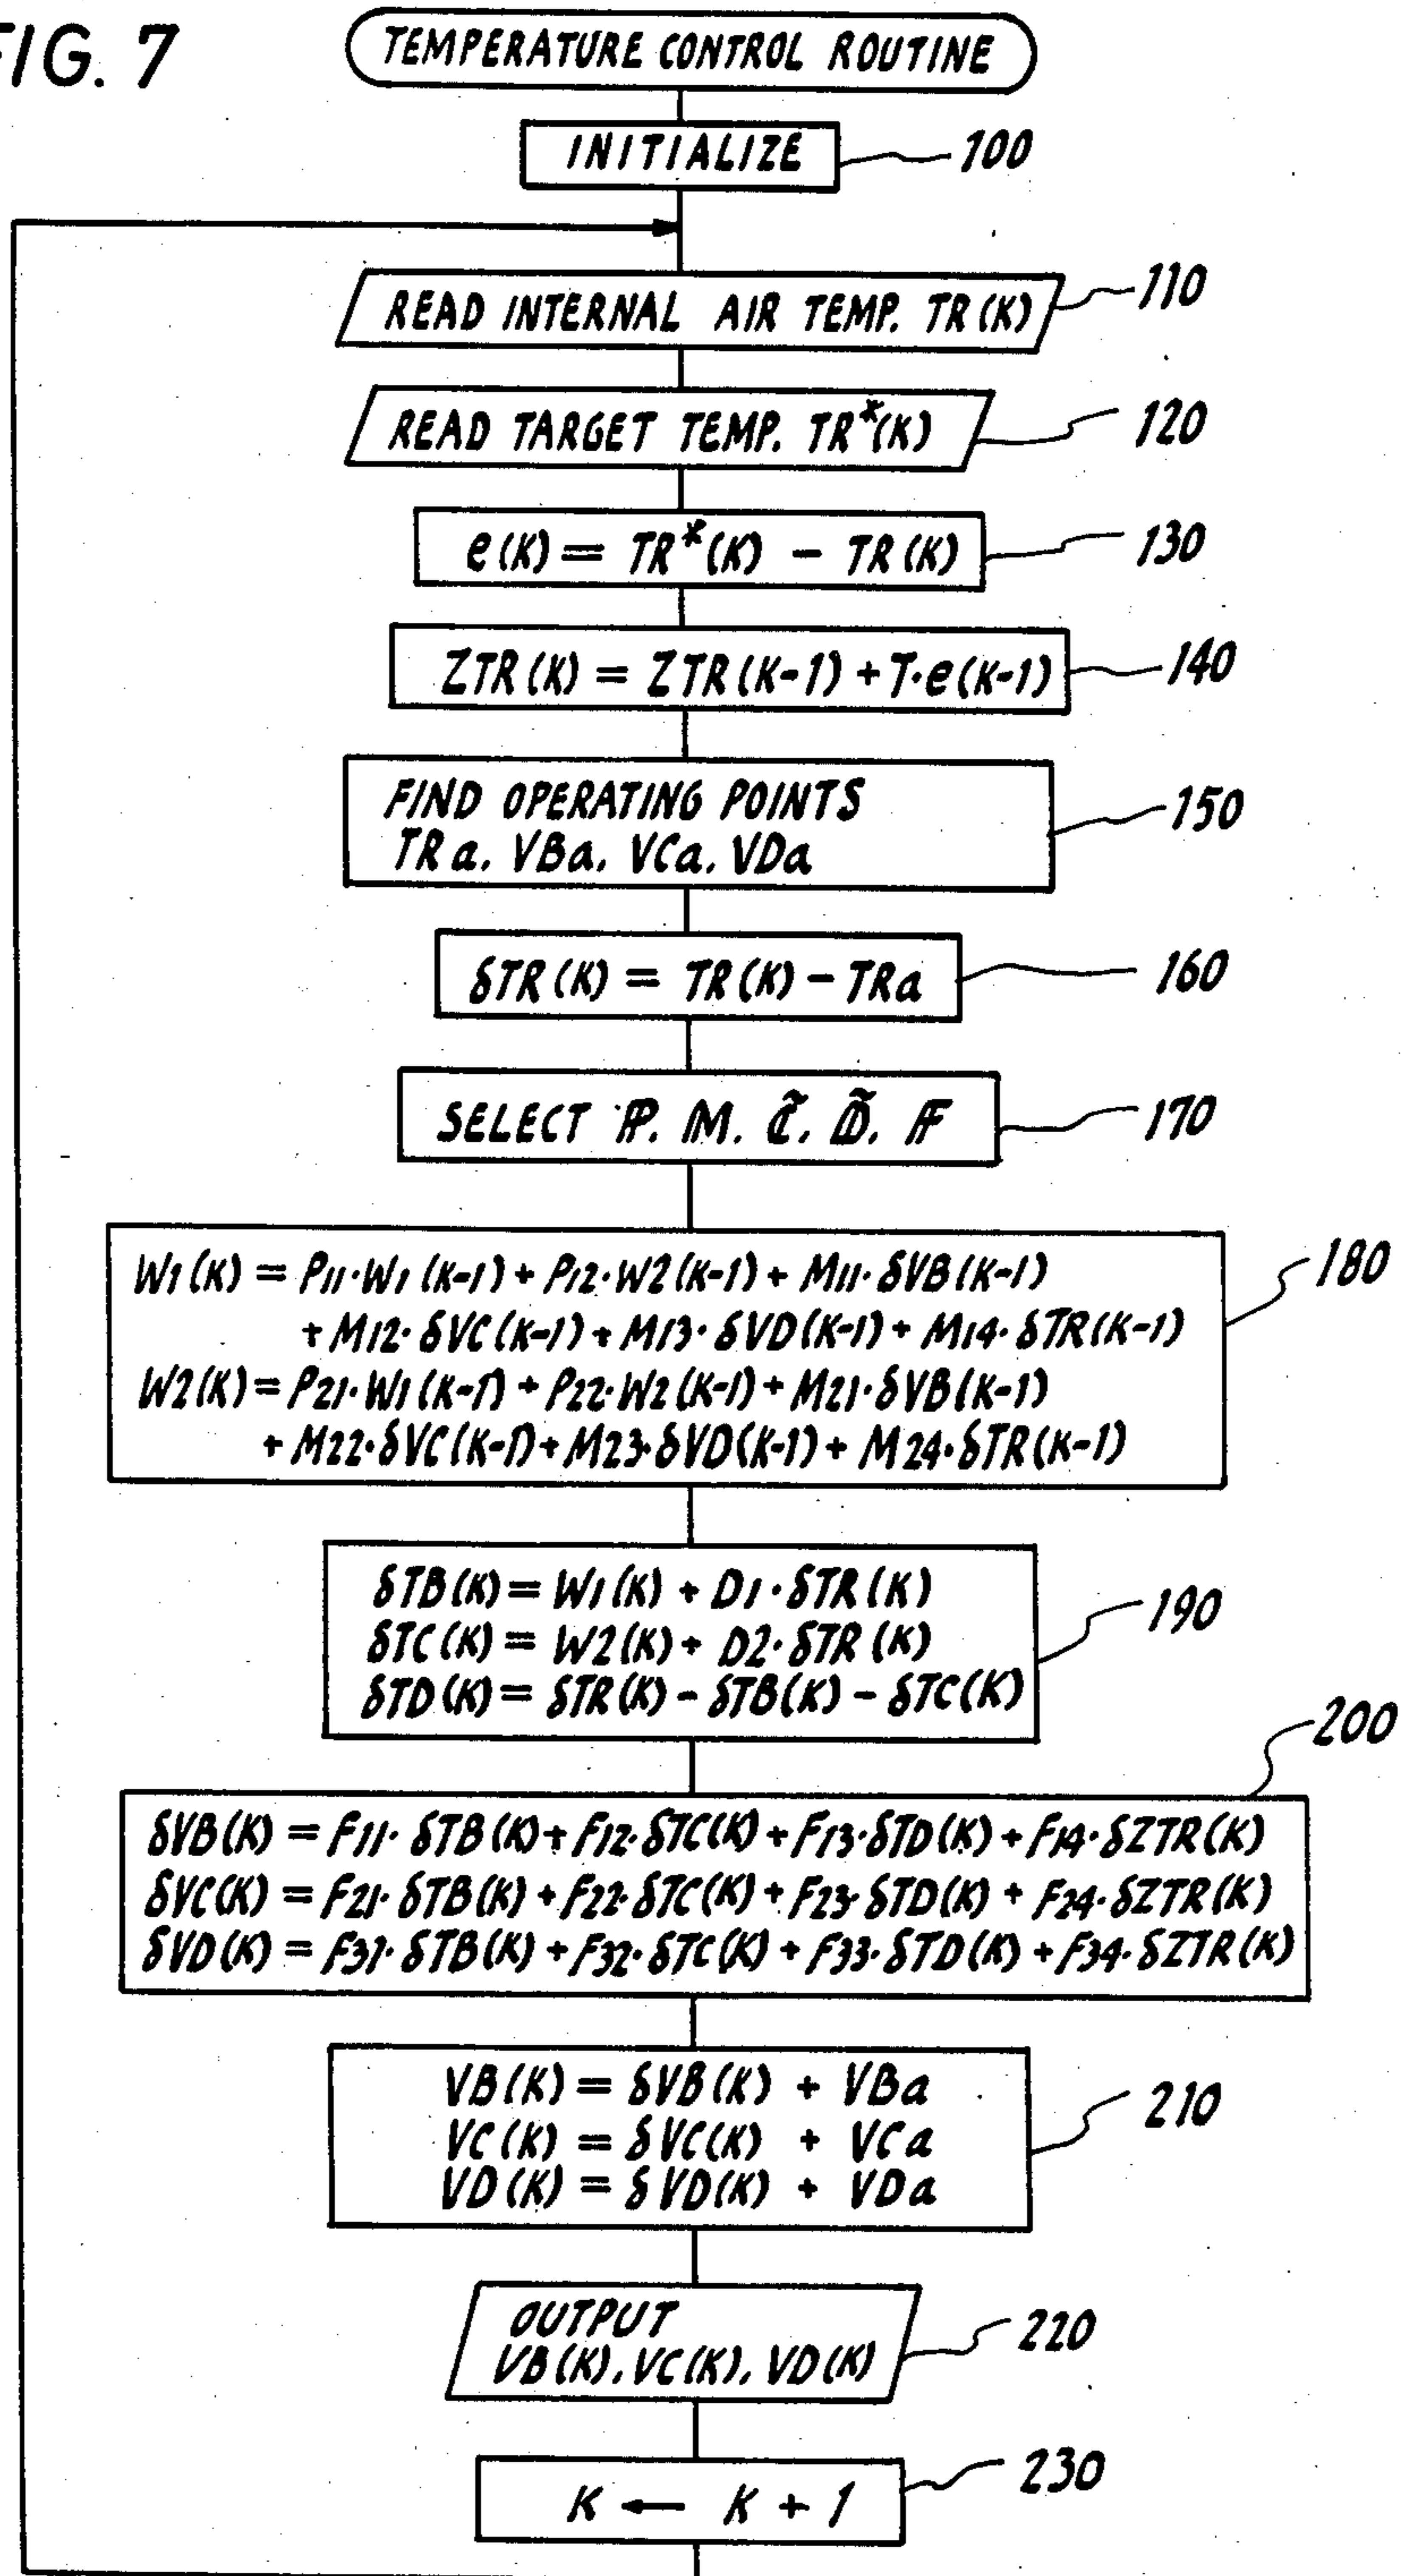 FIG. 7
TEMPERATURE CONTROL ROUTINE
INITIALIZE
100
READ INTERNAL AIR TEMP. TR(K)
110
READ TARGET TEMP. TR*(K)
120
e(K) = TR*(K) - TR(K)
130
ZTR(K) = ZTR(K-1) + T·e(K-1)
140
FIND OPERATING POINTS
TRa. VBa. VCa. VDa
150
δTR(K) = TR(K) - TRa
160
SELECT ℙ. 𝕄. ℂ̃. 𝔻̃. 𝔽
170
W1(K) = P11·W1(K-1) + P12·W2(K-1) + M11·δVB(K-1)
+ M12·δVC(K-1) + M13·δVD(K-1) + M14·δTR(K-1)
W2(K) = P21·W1(K-1) + P22·W2(K-1) + M21·δVB(K-1)
+ M22·δVC(K-1) + M23·δVD(K-1) + M24·δTR(K-1)
180
δTB(K) = W1(K) + D1·δTR(K)
δTC(K) = W2(K) + D2·δTR(K)
δTD(K) = δTR(K) - δTB(K) - δTC(K)
190
200
δVB(K) = F11·δTB(K) + F12·δTC(K) + F13·δTD(K) + F14·δZTR(K)
δVC(K) = F21·δTB(K) + F22·δTC(K) + F23·δTD(K) + F24·δZTR(K)
δVD(K) = F31·δTB(K) + F32·δTC(K) + F33·δTD(K) + F34·δZTR(K)
VB(K) = δVB(K) + VBa
VC(K) = δVC(K) + VCa
VD(K) = δVD(K) + VDa
210
OUTPUT
VB(K). VC(K). VD(K)
220
K ← K + 1
230